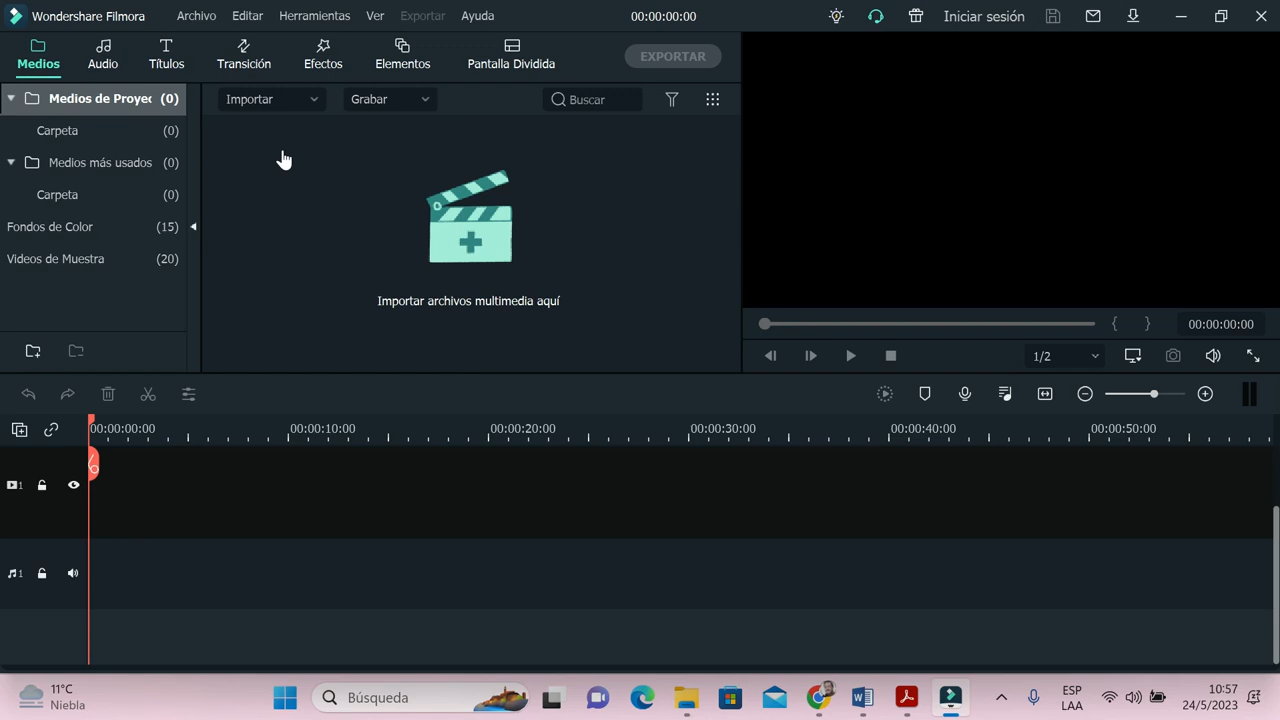 Wondershare Filmora
Archivo
Editar
Herramientas
Ver
Exportar
Ayuda
00:00:00:00
Iniciar sesión
Medios
Audio
Títulos
Transición
Efectos
Elementos
Pantalla Dividida
EXPORTAR
Medios de Proyec (0)
Carpeta (0)
Medios más usados (0)
Carpeta (0)
Fondos de Color (15)
Videos de Muestra (20)
Importar
Grabar
Buscar
Importar archivos multimedia aquí
00:00:00:00
1/2
00:00:00:00
00:00:10:00
00:00:20:00
00:00:30:00
00:00:40:00
00:00:50:00
1
1
11°C
Niebla
Búsqueda
ESP
LAA
10:57
24/5/2023